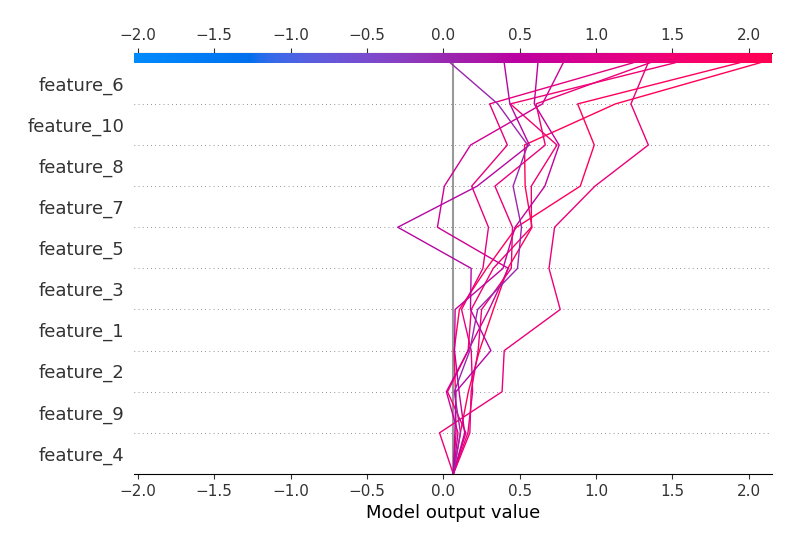 −2.0 −1.5 −1.0 −0.5 0.0 0.5 1.0 1.5 2.0
feature_6
feature_10
feature_8
feature_7
feature_5
feature_3
feature_1
feature_2
feature_9
feature_4
−2.0 −1.5 −1.0 −0.5 0.0 0.5 1.0 1.5 2.0
Model output value